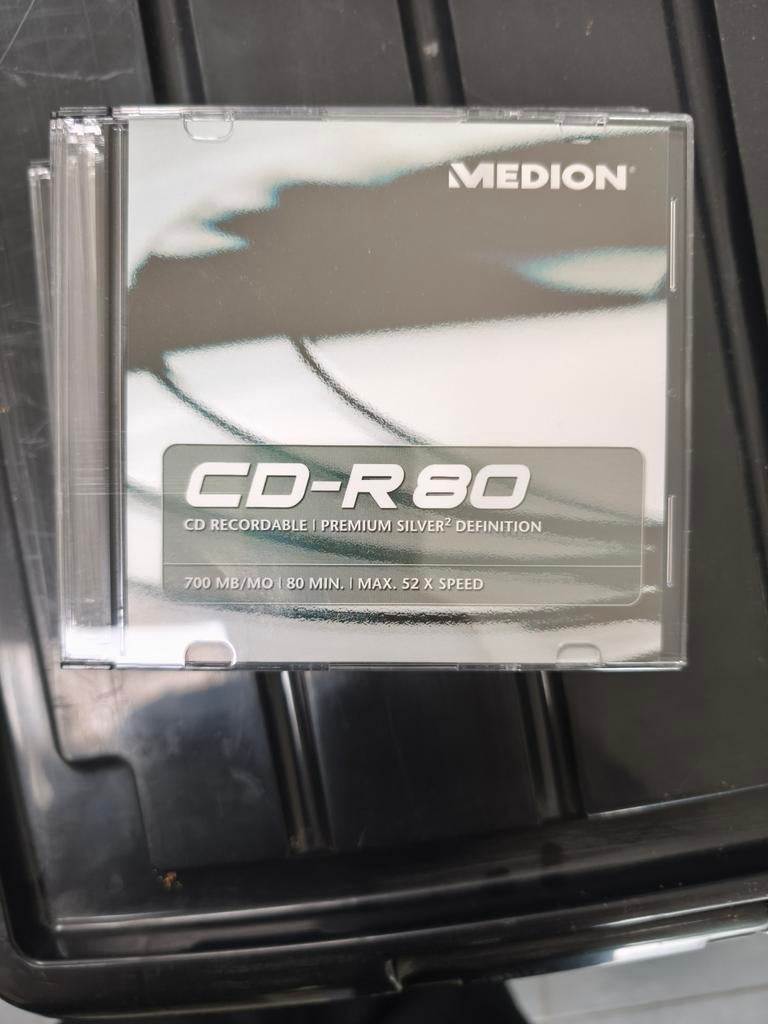 MEDION®
CD-R 80
CD RECORDABLE | PREMIUM SILVER² DEFINITION
700 MB/MO | 80 MIN. | MAX. 52 X SPEED